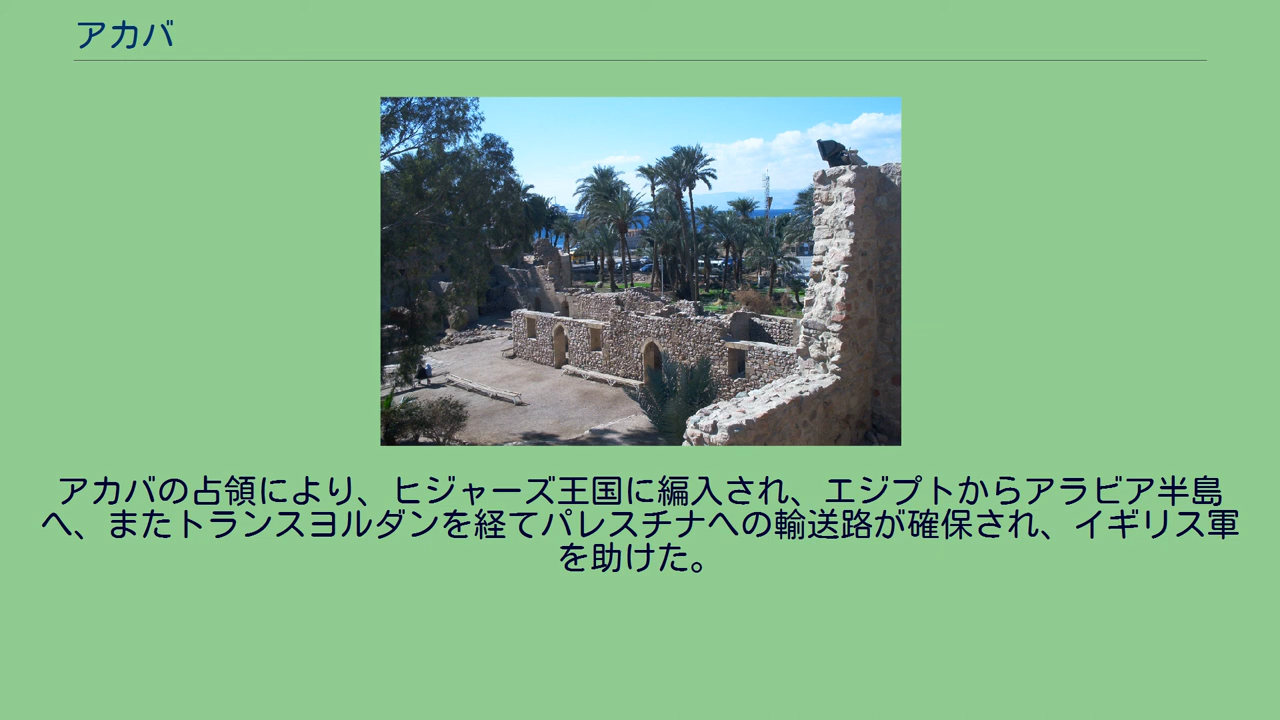 アカバ
アカバの占領により、ヒジャーズ王国に編入され、エジプトからアラビア半島
へ、またトランスヨルダンを経てパレスチナへの輸送路が確保され、イギリス軍
を助けた。